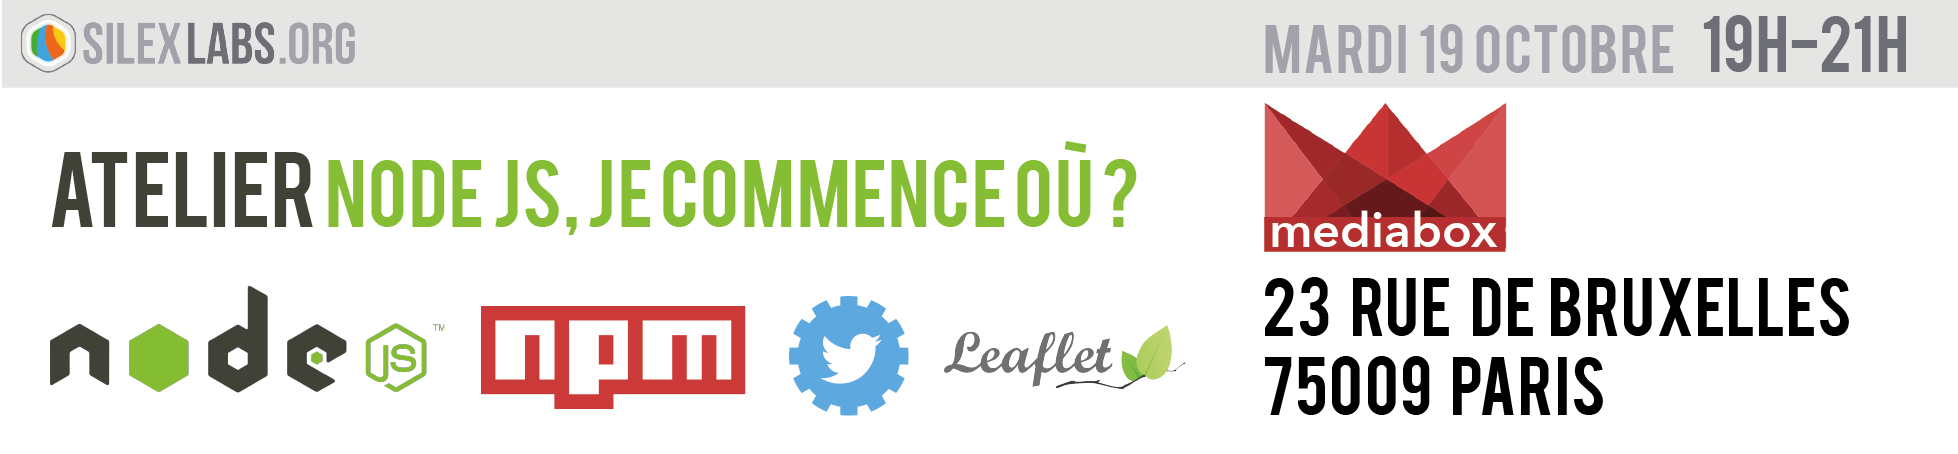 SILEXLABS.ORG
MARDI 19 OCTOBRE 19H-21H
ATELIER NODE JS, JE COMMENCE OÙ ?
mediabox
node JS ™
npm
Leaflet
23 RUE DE BRUXELLES
75009 PARIS